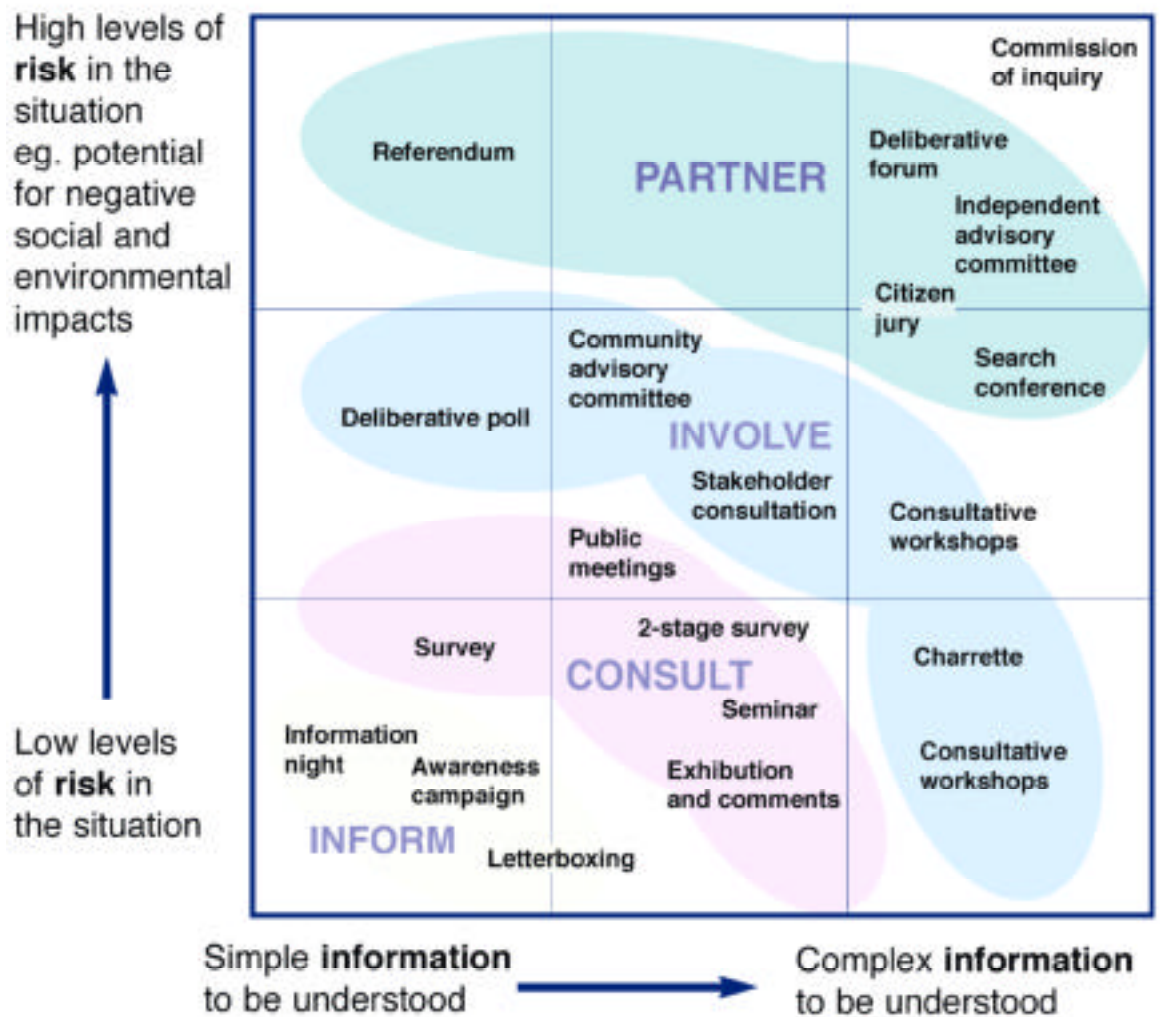 High levels of
risk in the
situation
eg. potential
for negative
social and
environmental
impacts
Low levels
of risk in
the situation
Commission
of inquiry
Referendum
PARTNER
Deliberative
forum
Independent
advisory
committee
Citizen
jury
Search
conference
Community
advisory
committee
Deliberative poll
INVOLVE
Stakeholder
consultation
Consultative
workshops
Public
meetings
2-stage survey
Survey
CONSULT
Charrette
Seminar
Information
night
Awareness
campaign
Exhibution
and comments
Consultative
workshops
INFORM
Letterboxing
Simple information
to be understood
Complex information
to be understood